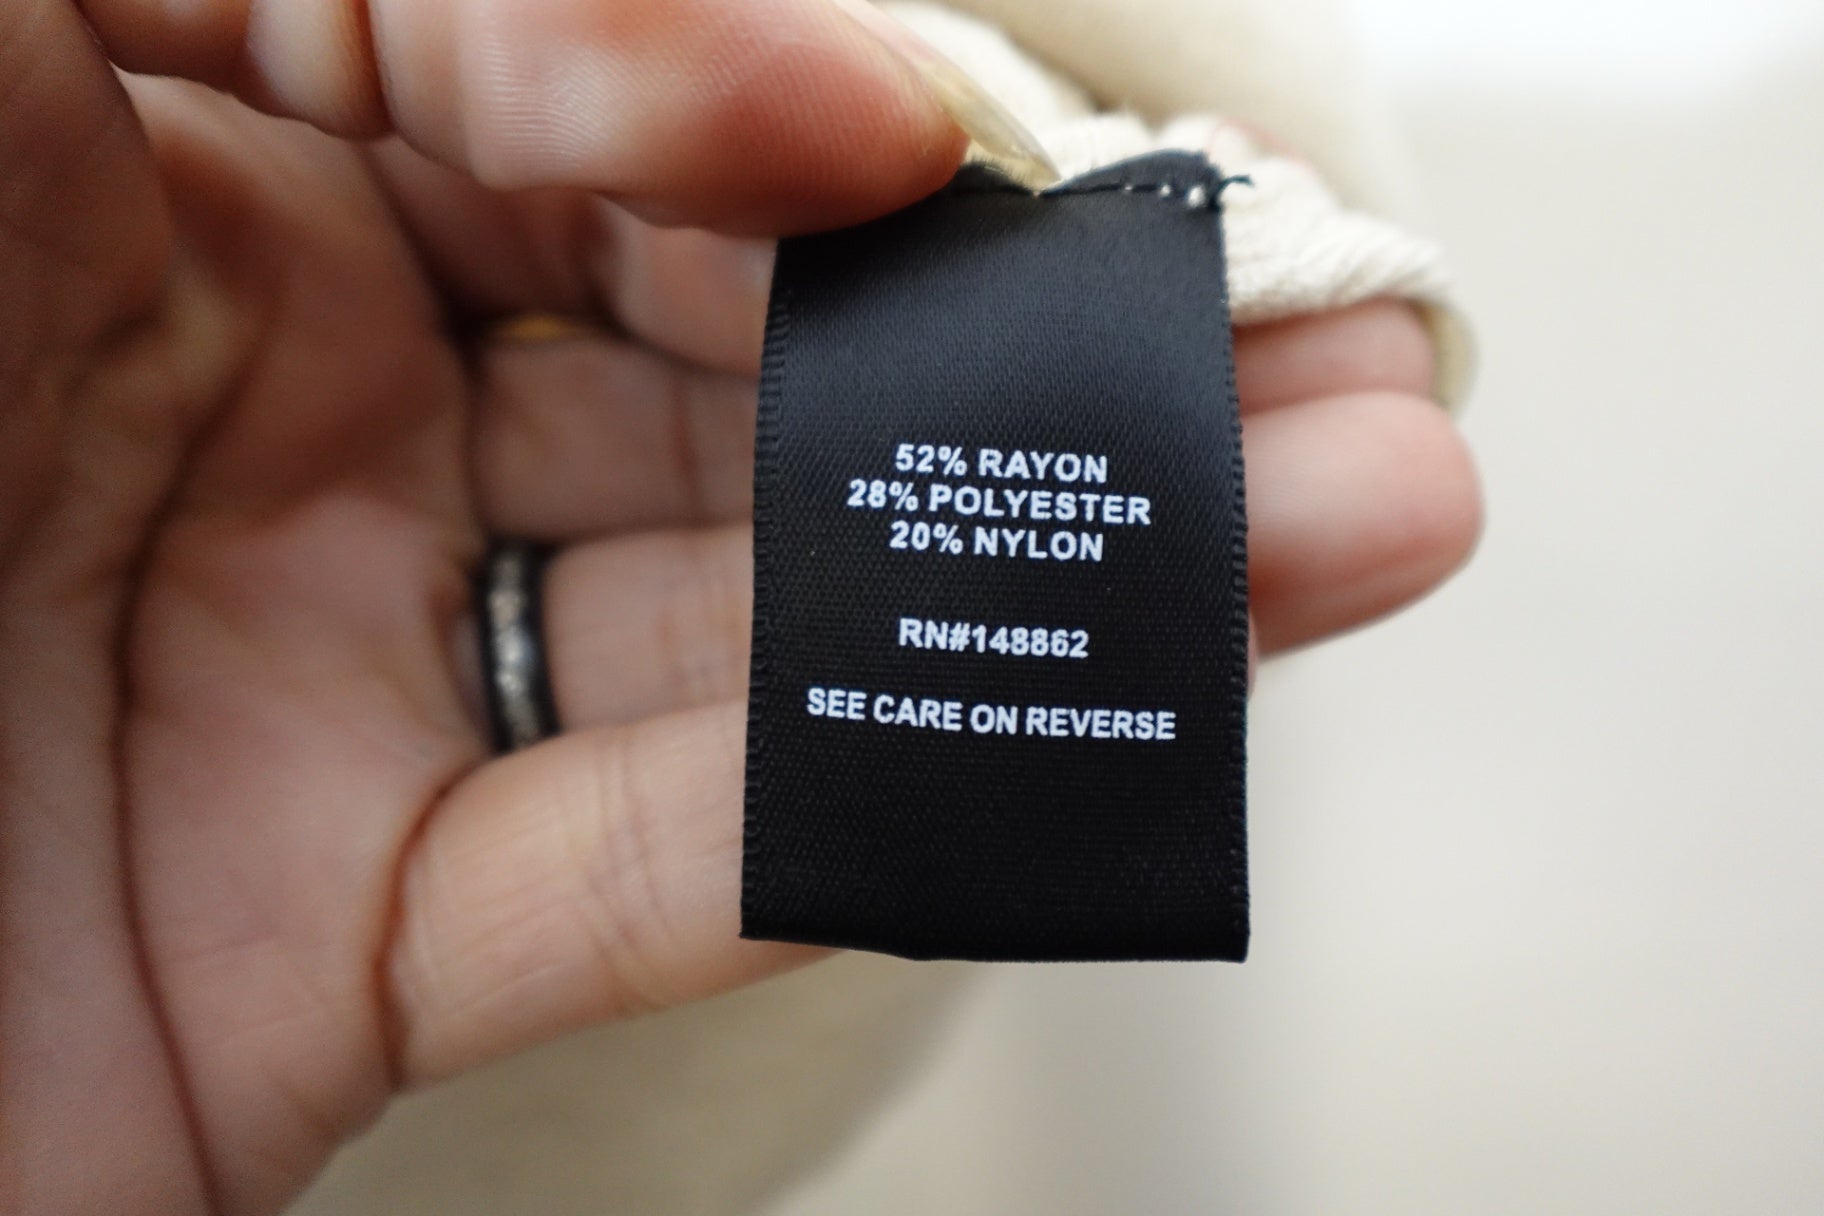 52% RAYON
28% POLYESTER
20% NYLON
RN#148862
SEE CARE ON REVERSE